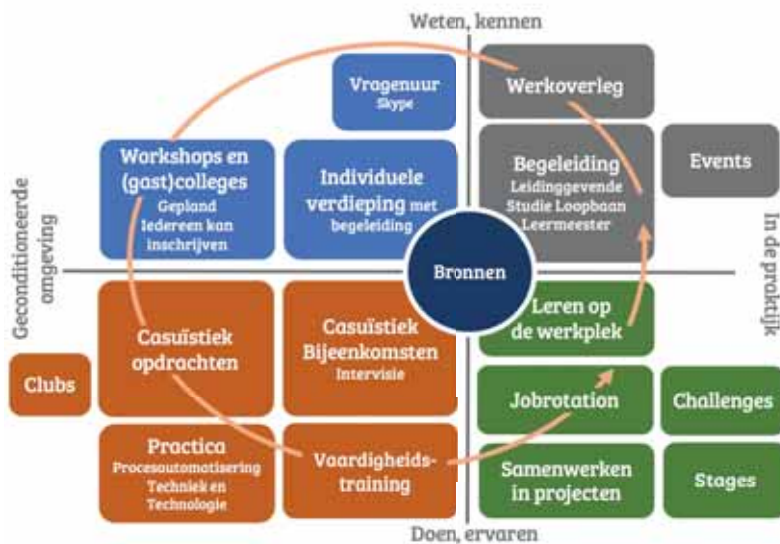 Weten, kennen
Vragenuur
Skype
Werkoverleg
Workshops en
(gast)colleges
Gepland
Iedereen kan
inschrijven
Individuele
verdieping met
begeleiding
Begeleiding
Leidinggevende
Studie Loopbaan
Leermeester
Events
Geconditioneerde
omgeving
Bronnen
In de praktijk
Casuïstiek
opdrachten
Casuïstiek
Bijeenkomsten
Intervisie
Leren op
de werkplek
Clubs
Jobrotation
Challenges
Practica
Procesautomatisering
Techniek en
Technologie
Vaardigheids-
training
Samenwerken
in projecten
Stages
Doen, ervaren